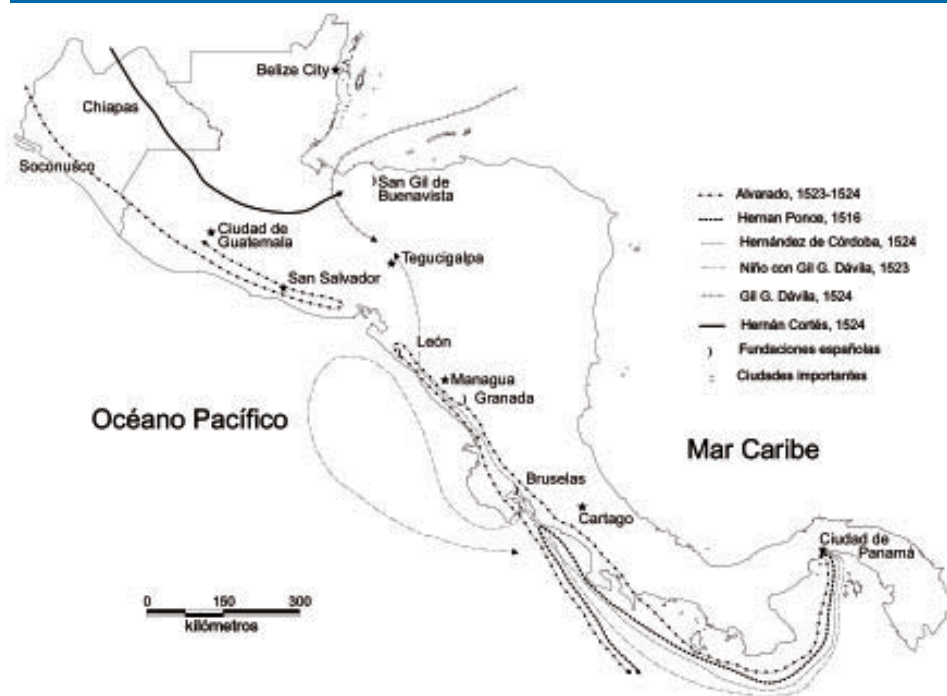 Belize City
Chiapas
Soconusco
San Gil de
Buenavista
Ciudad de
Guatemala
Tegucigalpa
San Salvador
León
Managua
Granada
Océano Pacífico
Mar Caribe
Bruselas
Cartago
Ciudad de
Panamá
0 150 300
kilómetros
Alvarado, 1523-1524
Hernan Ponce, 1516
Hernández de Córdoba, 1524
Niño con Gil G. Dávila, 1523
Gil G. Dávila, 1524
Hernán Cortés, 1524
Fundaciones españolas
Ciudades importantes